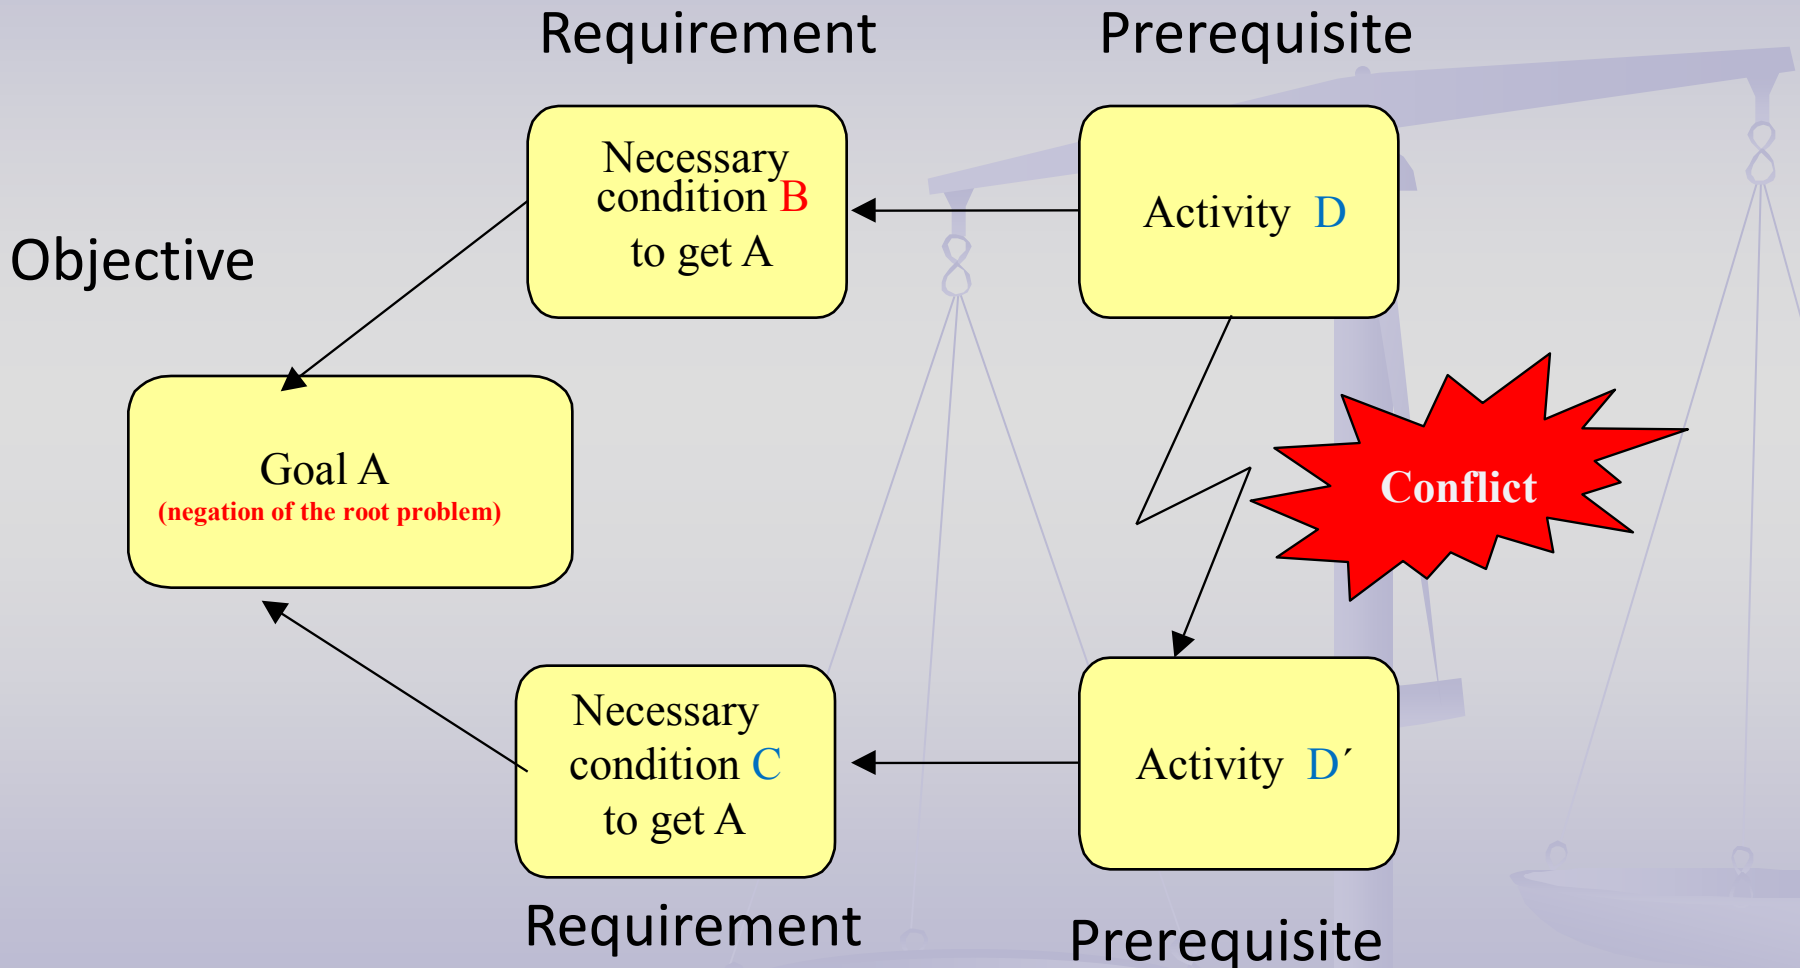 Requirement
Prerequisite
Necessary
condition B
to get A
Activity D
Objective
Goal A
(negation of the root problem)
Conflict
Necessary
condition C
to get A
Activity D´
Requirement
Prerequisite